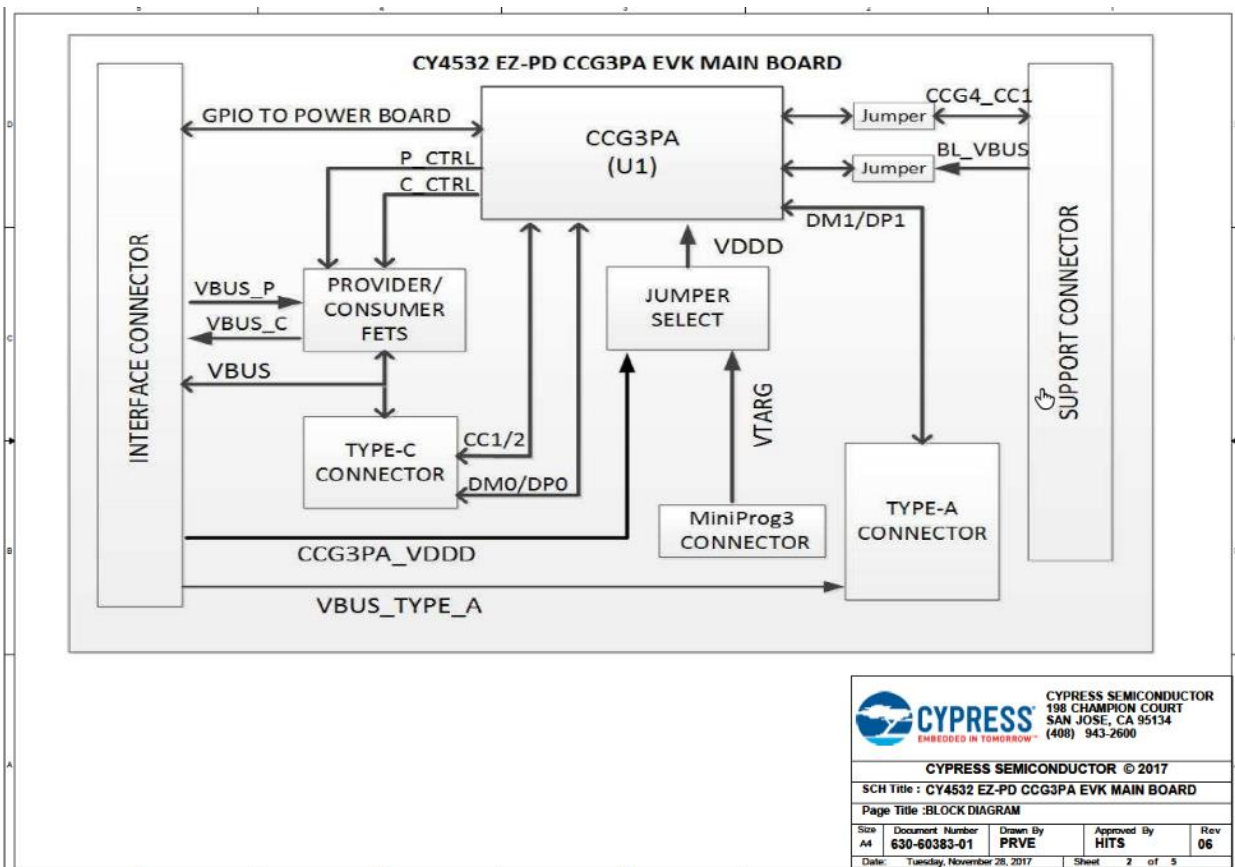 CY4532 EZ-PD CCG3PA EVK MAIN BOARD
INTERFACE CONNECTOR
GPIO TO POWER BOARD
P_CTRL
C_CTRL
CCG3PA
(U1)
Jumper
CCG4_CC1
Jumper
BL_VBUS
DM1/DP1
SUPPORT CONNECTOR
VBUS_P
VBUS_C
VBUS
PROVIDER/
CONSUMER
FETS
VDDD
JUMPER
SELECT
VTARG
TYPE-C
CONNECTOR
CC1/2
DM0/DP0
MiniProg3
CONNECTOR
TYPE-A
CONNECTOR
CCG3PA_VDDD
VBUS_TYPE_A
CYPRESS
EMBEDDED IN TOMORROW™
CYPRESS SEMICONDUCTOR
198 CHAMPION COURT
SAN JOSE, CA 95134
(408) 943-2600
CYPRESS SEMICONDUCTOR © 2017
SCH Title : CY4532 EZ-PD CCG3PA EVK MAIN BOARD
Page Title :BLOCK DIAGRAM
Size Document Number Drawn By Approved By Rev
A4 630-60383-01 PRVE HITS 06
Date: Tuesday, November 28, 2017 Sheet 2 of 5